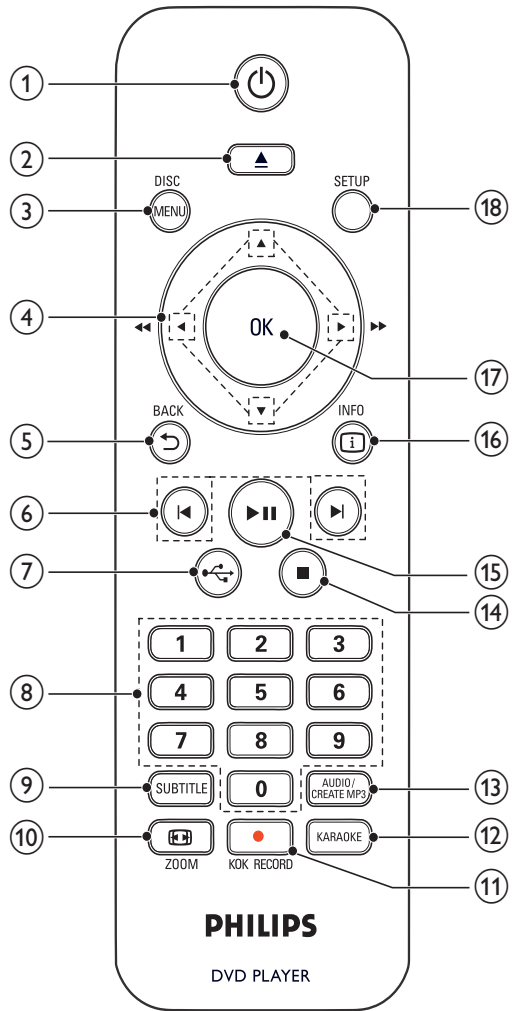 1
2
DISC
SETUP
3
MENU
18
4
OK
17
BACK
INFO
5
i
16
6
7
15
14
1 2 3
8
4 5 6
7 8 9
9
SUBTITLE
0
AUDIO/
CREATE MP3
13
10
KARAOKE
12
ZOOM
KOK RECORD
11
PHILIPS
DVD PLAYER